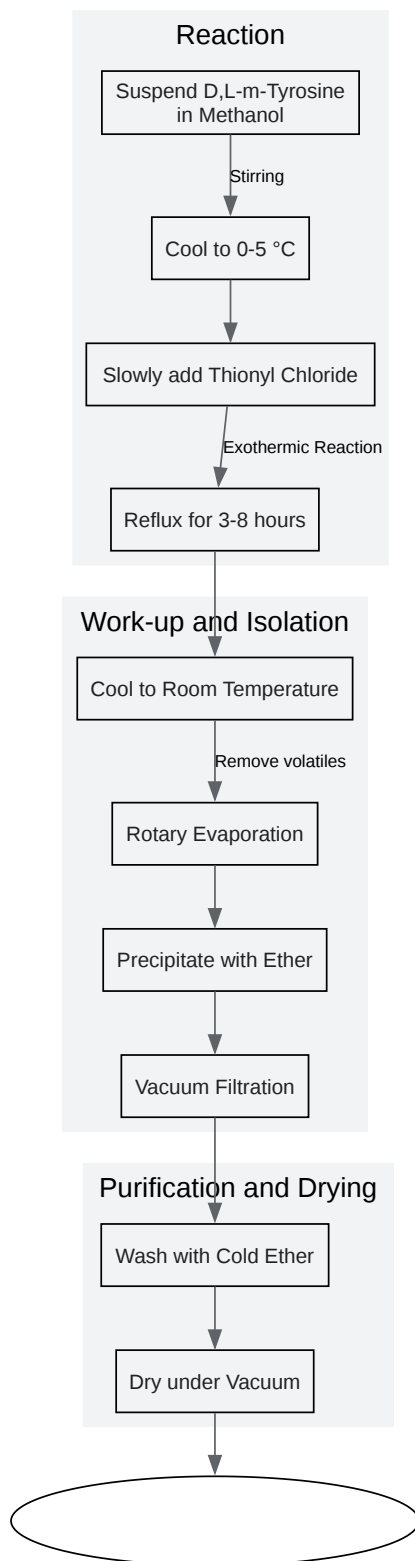 Reaction
Suspend D,L-m-Tyrosine
in Methanol
Stirring
Cool to 0-5 °C
Slowly add Thionyl Chloride
Exothermic Reaction
Reflux for 3-8 hours
Work-up and Isolation
Cool to Room Temperature
Remove volatiles
Rotary Evaporation
Precipitate with Ether
Vacuum Filtration
Purification and Drying
Wash with Cold Ether
Dry under Vacuum